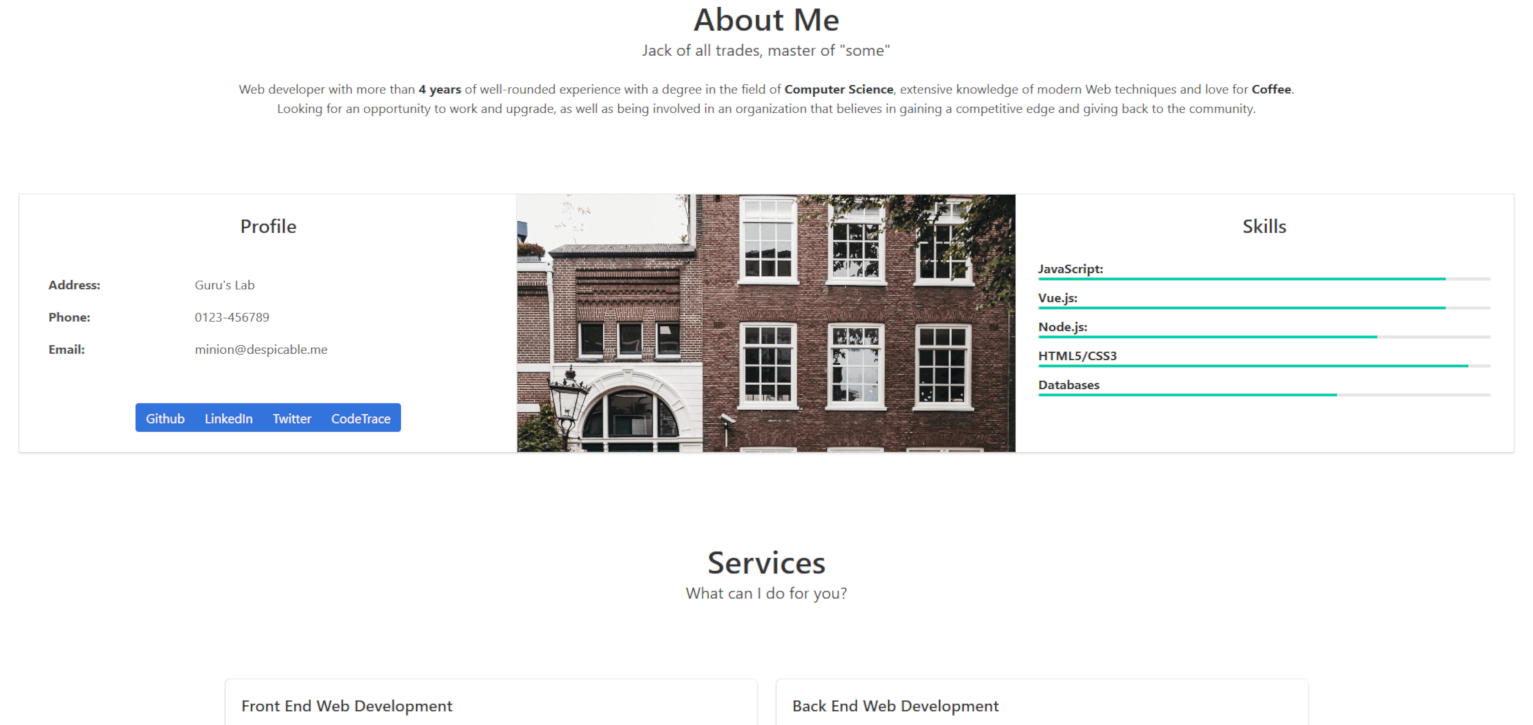 About Me
Jack of all trades, master of "some"
Web developer with more than 4 years of well-rounded experience with a degree in the field of Computer Science, extensive knowledge of modern Web techniques and love for Coffee.
Looking for an opportunity to work and upgrade, as well as being involved in an organization that believes in gaining a competitive edge and giving back to the community.
Profile
Address: Guru's Lab
Phone: 0123-456789
Email: minion@despicable.me
Github LinkedIn Twitter CodeTrace
Skills
JavaScript:
Vue.js:
Node.js:
HTML5/CSS3
Databases
Services
What can I do for you?
Front End Web Development
Back End Web Development